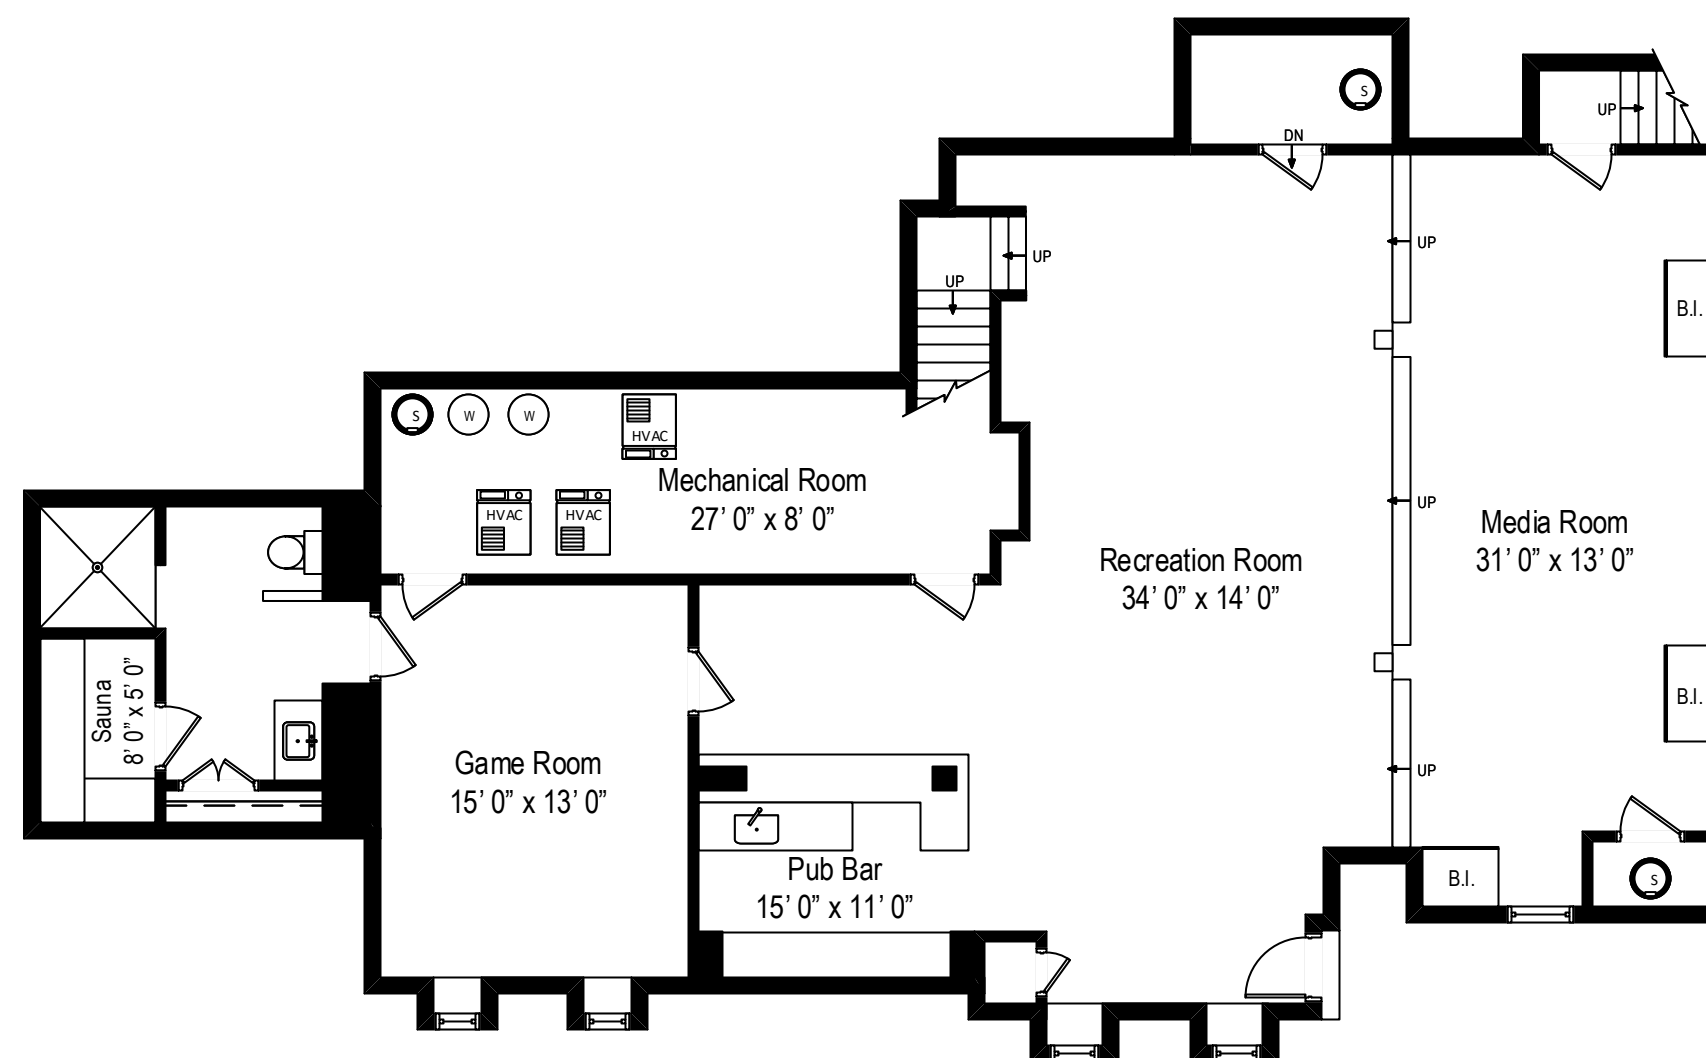 S
DN
UP
UP
UP
UP
B.I.
S
W
W
HVAC
Mechanical Room
27’ 0” x 8’ 0”
HVAC
HVAC
UP
Media Room
31’ 0” x 13’ 0”
Recreation Room
34’ 0” x 14’ 0”
Sauna
8’ 0” x 5’ 0”
B.I.
Game Room
15’ 0” x 13’ 0”
UP
Pub Bar
15’ 0” x 11’ 0”
B.I.
S